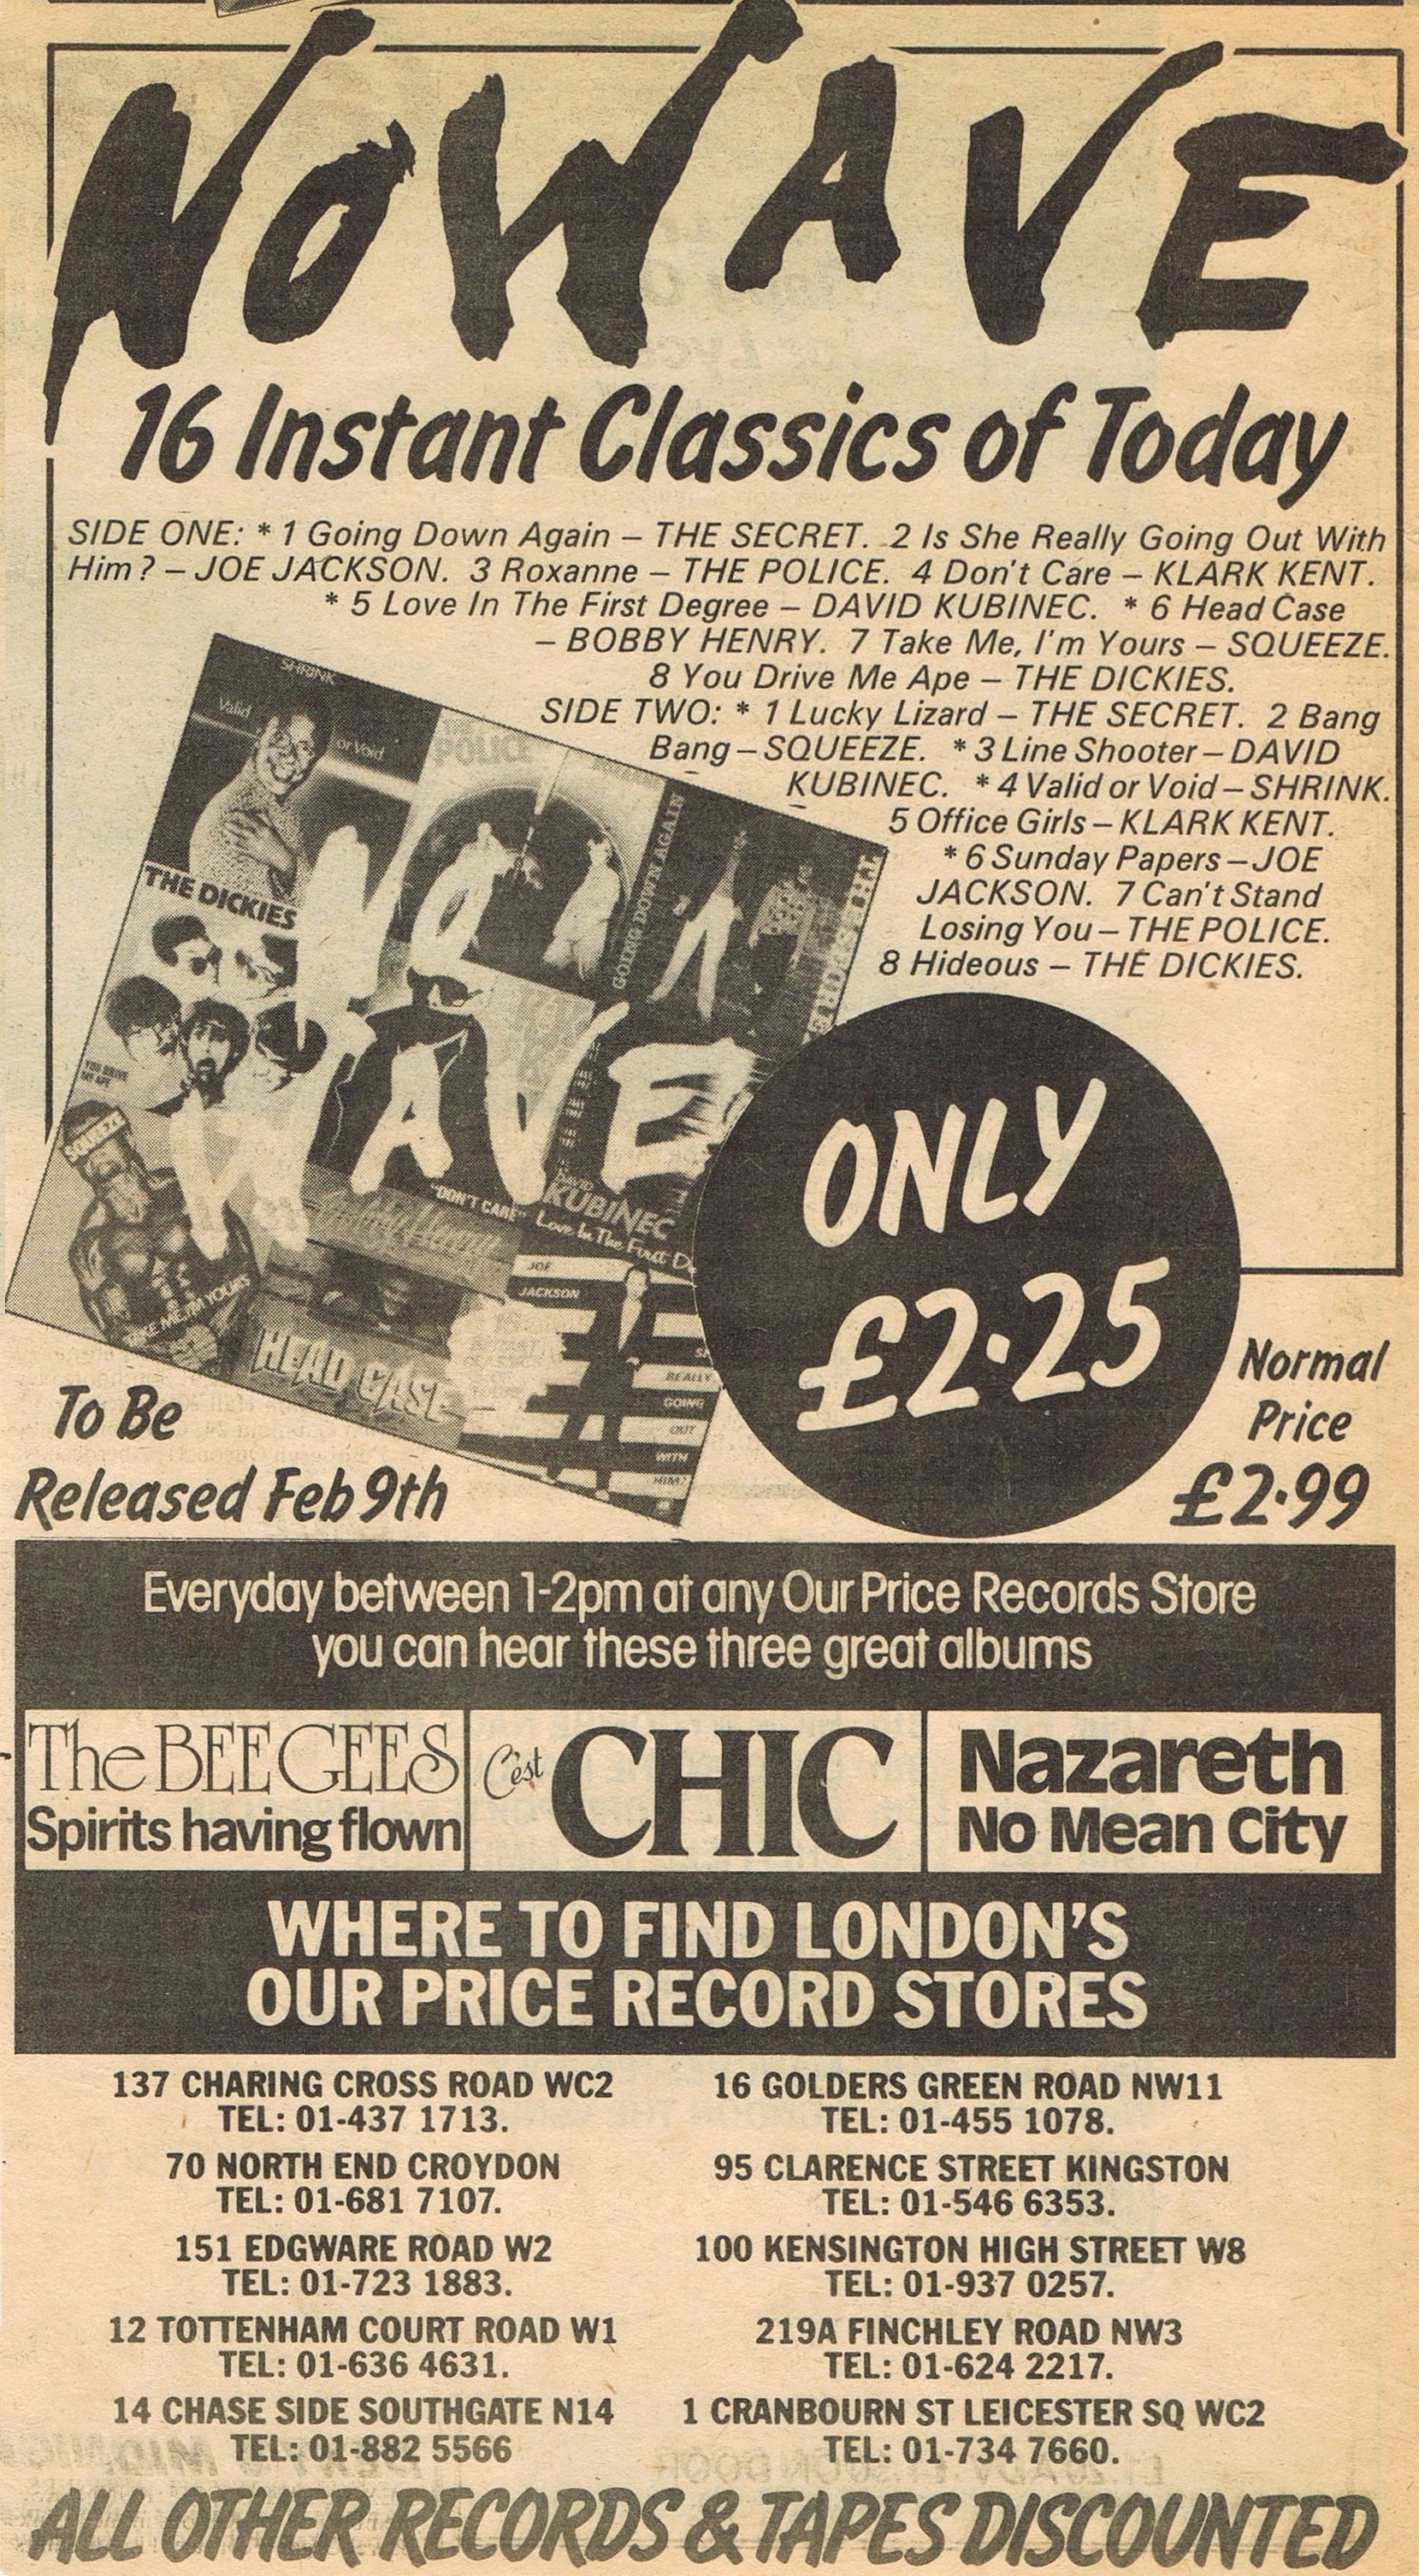 NO WAVE
16 Instant Classics of Today
SIDE ONE: * 1 Going Down Again – THE SECRET. 2 Is She Really Going Out With
Him? – JOE JACKSON. 3 Roxanne – THE POLICE. 4 Don't Care – KLARK KENT.
* 5 Love In The First Degree – DAVID KUBINEC. * 6 Head Case
– BOBBY HENRY. 7 Take Me, I'm Yours – SQUEEZE.
8 You Drive Me Ape – THE DICKIES.
SIDE TWO: * 1 Lucky Lizard – THE SECRET. 2 Bang
Bang – SQUEEZE. * 3 Line Shooter – DAVID
KUBINEC. * 4 Valid or Void – SHRINK.
5 Office Girls – KLARK KENT.
* 6 Sunday Papers – JOE
JACKSON. 7 Can't Stand
Losing You – THE POLICE.
8 Hideous – THE DICKIES.
SHRINK
Valid
or Void
POLICE
GOING DOWN AGAIN
THE DICKIES
NO
WAVE
YOU DRIVE
ME APE
SQUEEZE
TAKE ME I'M YOURS
"DON'T CARE"
DAVID
KUBINEC
Love In The First D
HEAD CASE
JOE
JACKSON
REALLY
GOING
OUT
WITH
HIM?
ONLY
£2·25
Normal
Price
£2·99
To Be
Released Feb 9th
Everyday between 1-2pm at any Our Price Records Store
you can hear these three great albums
The BEE GEES
Spirits having flown
C'est CHIC
Nazareth
No Mean City
WHERE TO FIND LONDON'S
OUR PRICE RECORD STORES
137 CHARING CROSS ROAD WC2
TEL: 01-437 1713.
70 NORTH END CROYDON
TEL: 01-681 7107.
151 EDGWARE ROAD W2
TEL: 01-723 1883.
12 TOTTENHAM COURT ROAD W1
TEL: 01-636 4631.
14 CHASE SIDE SOUTHGATE N14
TEL: 01-882 5566
16 GOLDERS GREEN ROAD NW11
TEL: 01-455 1078.
95 CLARENCE STREET KINGSTON
TEL: 01-546 6353.
100 KENSINGTON HIGH STREET W8
TEL: 01-937 0257.
219A FINCHLEY ROAD NW3
TEL: 01-624 2217.
1 CRANBOURN ST LEICESTER SQ WC2
TEL: 01-734 7660.
ALL OTHER RECORDS & TAPES DISCOUNTED